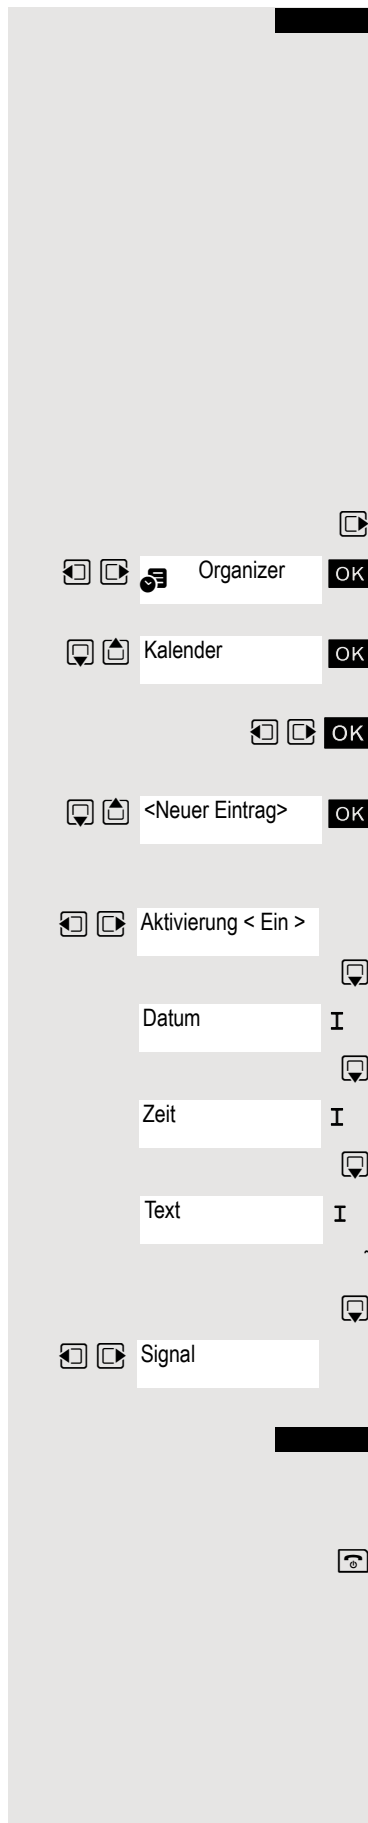 Organizer OK
Kalender OK
OK
<Neuer Eintrag> OK
Aktivierung < Ein >
Datum
Zeit
Text
Signal